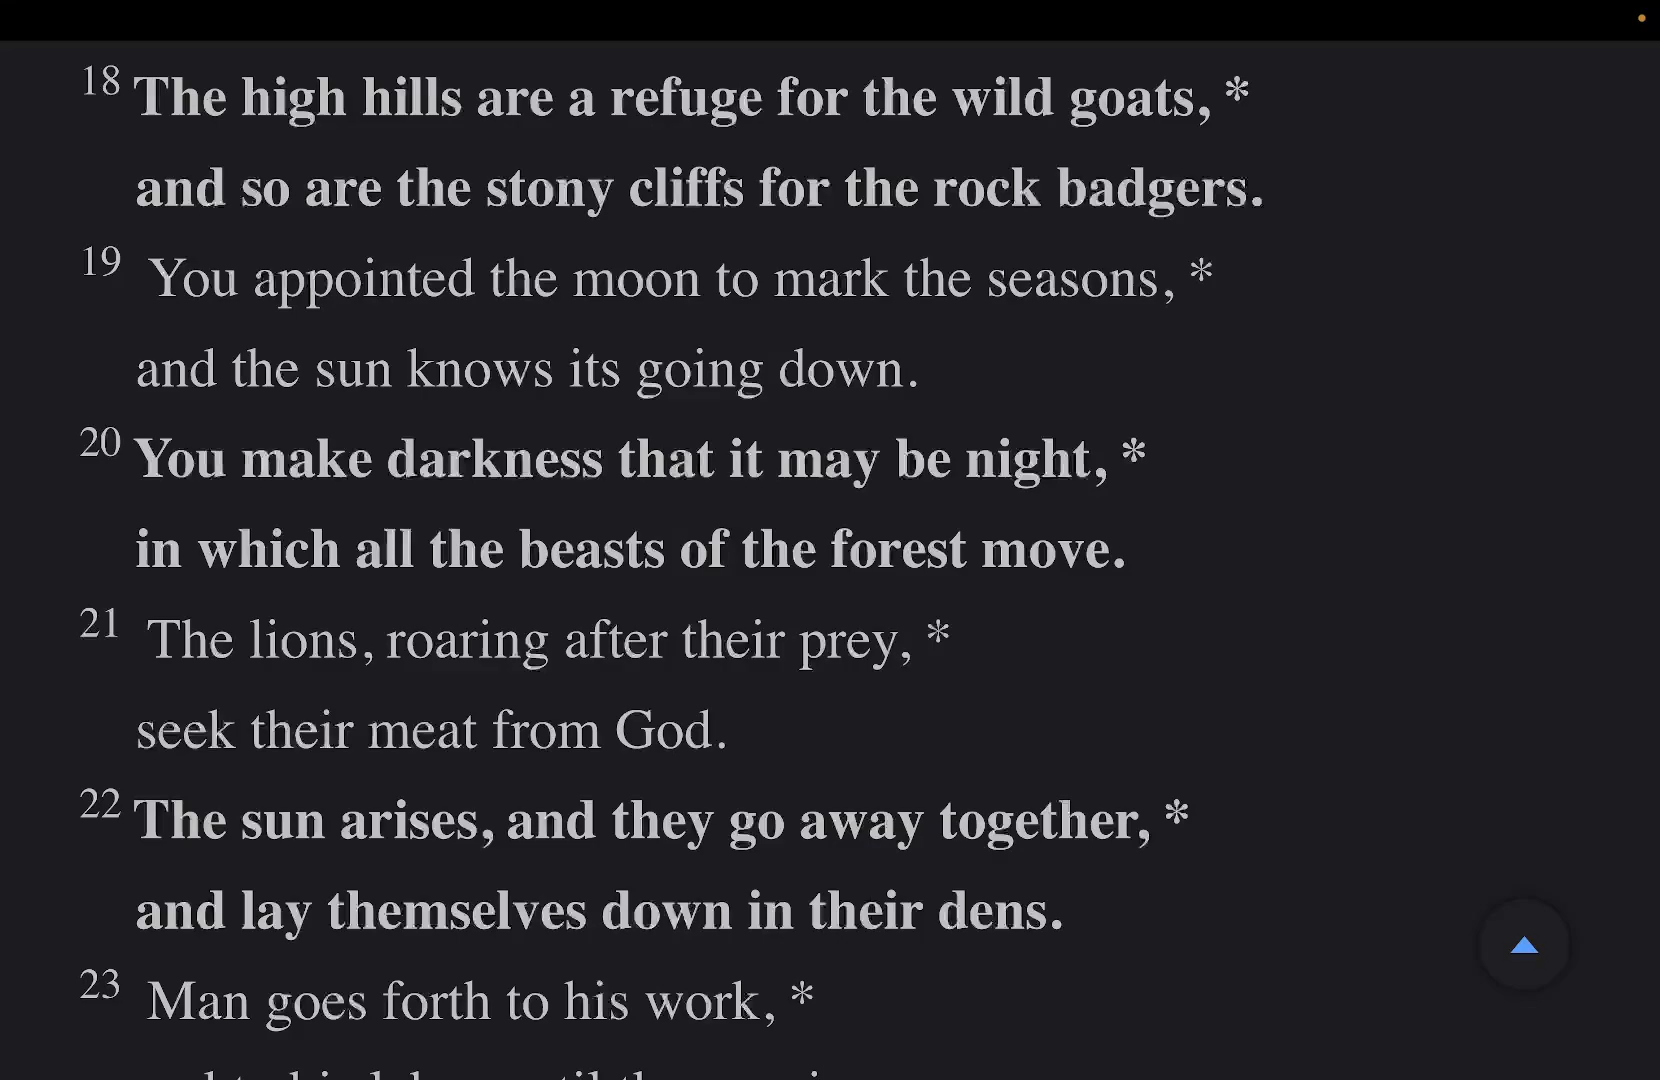 18 The high hills are a refuge for the wild goats, *
and so are the stony cliffs for the rock badgers.
19 You appointed the moon to mark the seasons, *
and the sun knows its going down.
20 You make darkness that it may be night, *
in which all the beasts of the forest move.
21 The lions, roaring after their prey, *
seek their meat from God.
22 The sun arises, and they go away together, *
and lay themselves down in their dens.
23 Man goes forth to his work, *